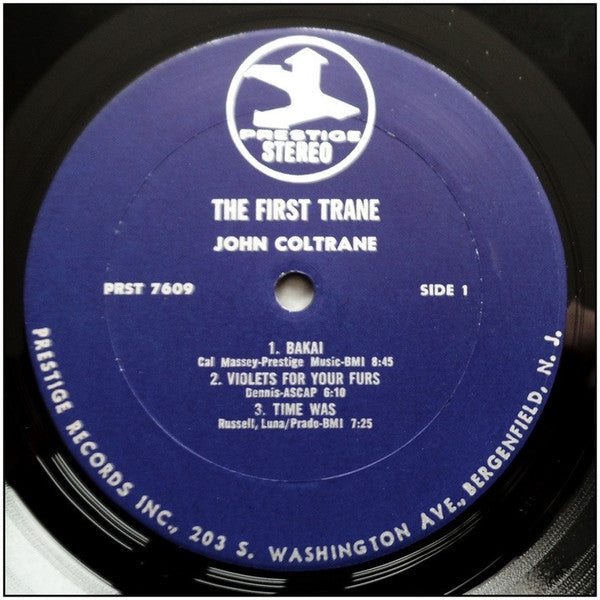 PRESTIGE
STEREO
THE FIRST TRANE
JOHN COLTRANE
PRST 7609
SIDE 1
1. BAKAI
Cal Massey-Prestige Music-BMI 8:45
2. VIOLETS FOR YOUR FURS
Dennis-ASCAP 6:10
3. TIME WAS
Russell, Luna/Prado-BMI 7:25
PRESTIGE RECORDS INC., 203 S. WASHINGTON AVE., BERGENFIELD, N. J.